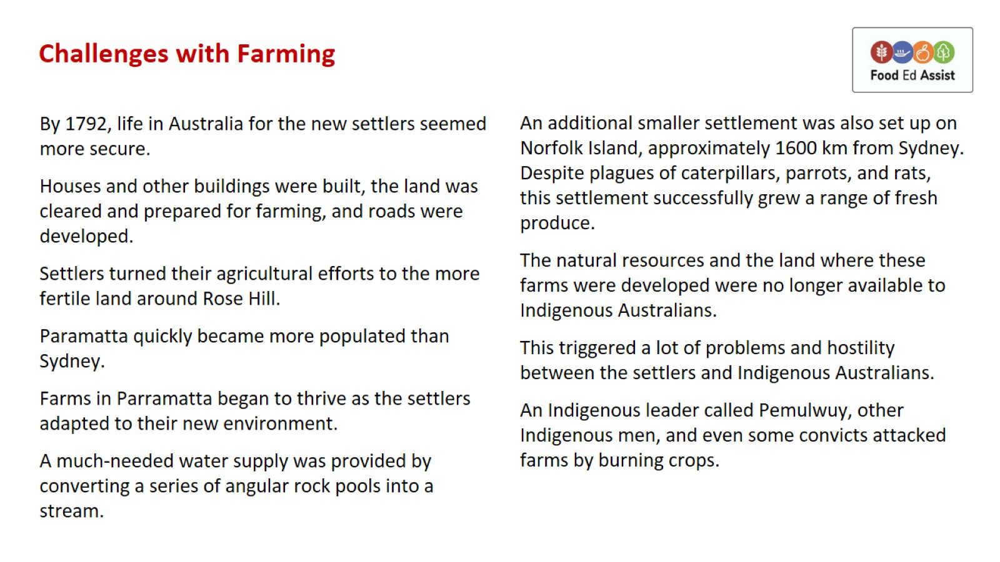 Challenges with Farming
Food Ed Assist
By 1792, life in Australia for the new settlers seemed
more secure.
Houses and other buildings were built, the land was
cleared and prepared for farming, and roads were
developed.
Settlers turned their agricultural efforts to the more
fertile land around Rose Hill.
Paramatta quickly became more populated than
Sydney.
Farms in Parramatta began to thrive as the settlers
adapted to their new environment.
A much-needed water supply was provided by
converting a series of angular rock pools into a
stream.
An additional smaller settlement was also set up on
Norfolk Island, approximately 1600 km from Sydney.
Despite plagues of caterpillars, parrots, and rats,
this settlement successfully grew a range of fresh
produce.
The natural resources and the land where these
farms were developed were no longer available to
Indigenous Australians.
This triggered a lot of problems and hostility
between the settlers and Indigenous Australians.
An Indigenous leader called Pemulwuy, other
Indigenous men, and even some convicts attacked
farms by burning crops.